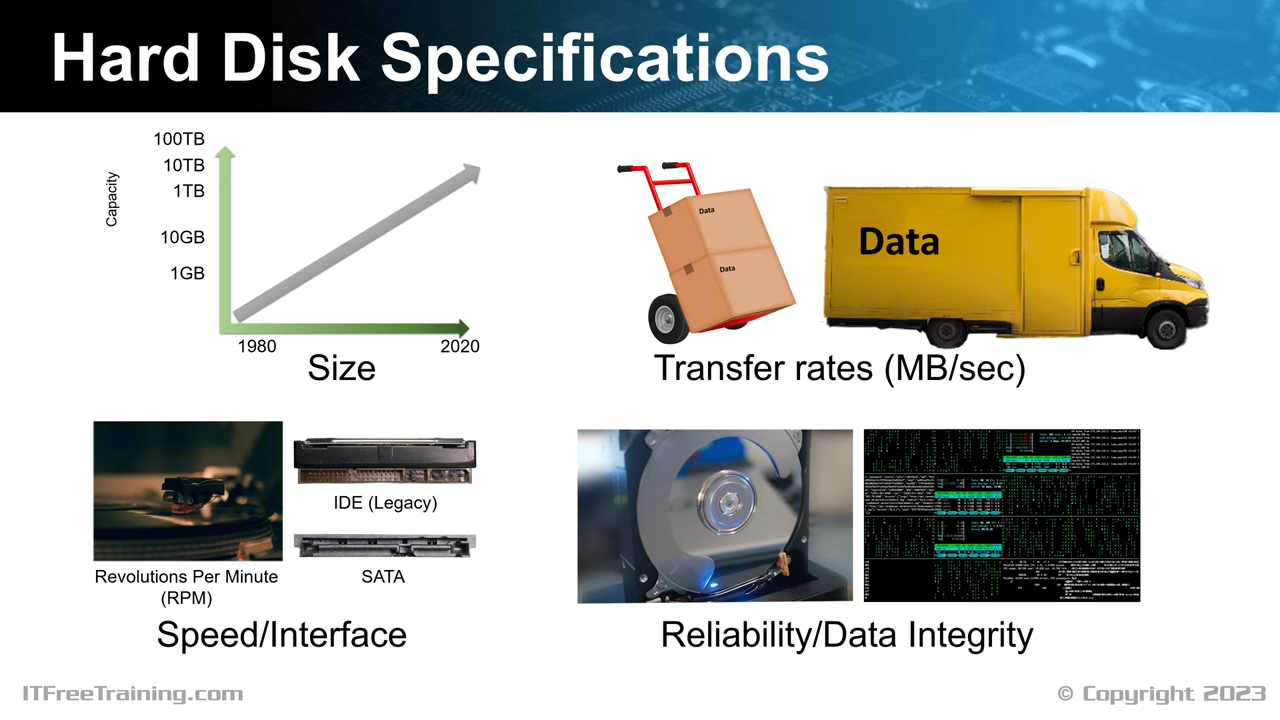 Hard Disk Specifications
100TB
10TB
1TB
10GB
1GB
Capacity
1980
2020
Size
Data
Data
Data
Transfer rates (MB/sec)
IDE (Legacy)
Revolutions Per Minute
(RPM)
SATA
Speed/Interface
Reliability/Data Integrity
ITFreeTraining.com
© Copyright 2023